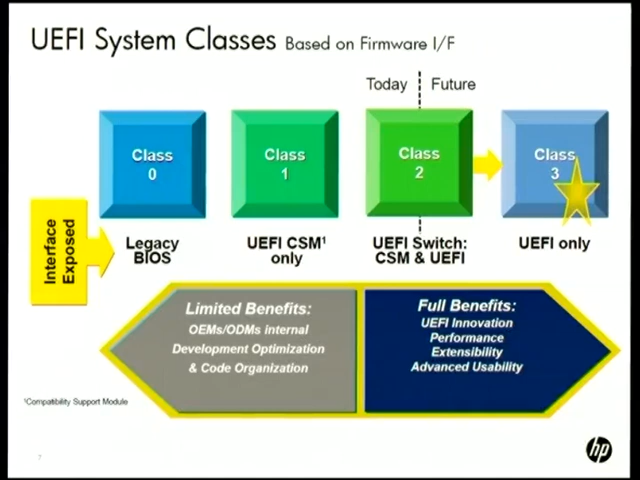 UEFI System Classes Based on Firmware I/F
Today
Future
Class
0
Class
1
Class
2
Class
3
Interface
Exposed
Legacy
BIOS
UEFI CSM¹
only
UEFI Switch:
CSM & UEFI
UEFI only
Limited Benefits:
OEMs/ODMs internal
Development Optimization
& Code Organization
Full Benefits:
UEFI Innovation
Performance
Extensibility
Advanced Usability
¹Compatibility Support Module
7
hp